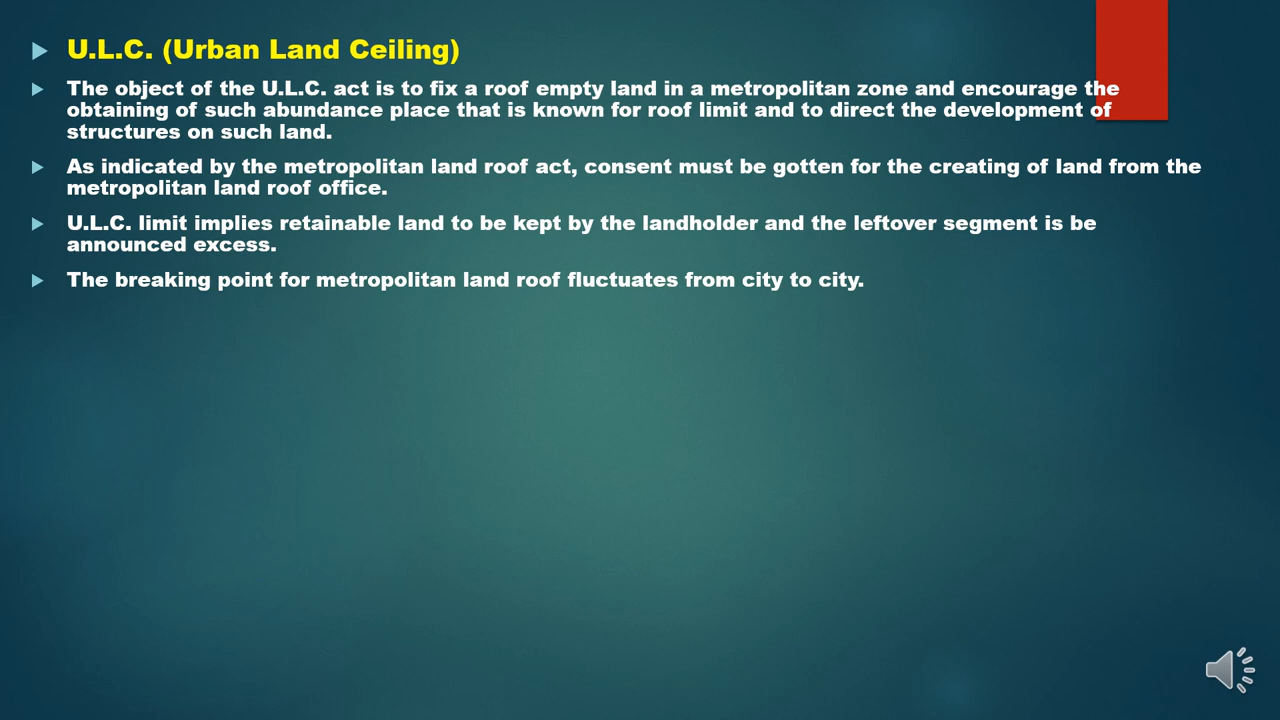 U.L.C. (Urban Land Ceiling)
The object of the U.L.C. act is to fix a roof empty land in a metropolitan zone and encourage the
obtaining of such abundance place that is known for roof limit and to direct the development of
structures on such land.
As indicated by the metropolitan land roof act, consent must be gotten for the creating of land from the
metropolitan land roof office.
U.L.C. limit implies retainable land to be kept by the landholder and the leftover segment is be
announced excess.
The breaking point for metropolitan land roof fluctuates from city to city.